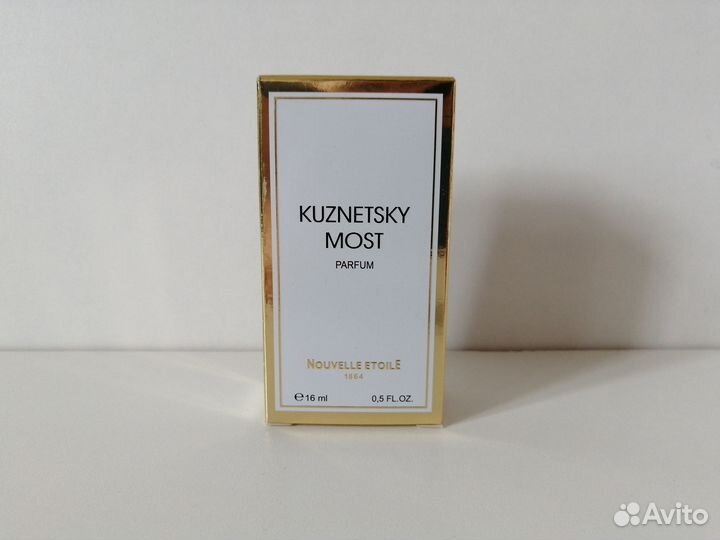 KUZNETSKY
MOST
PARFUM
NOUVELLE ETOILE
1864
℮16 ml 0,5 FL.OZ.
Avito